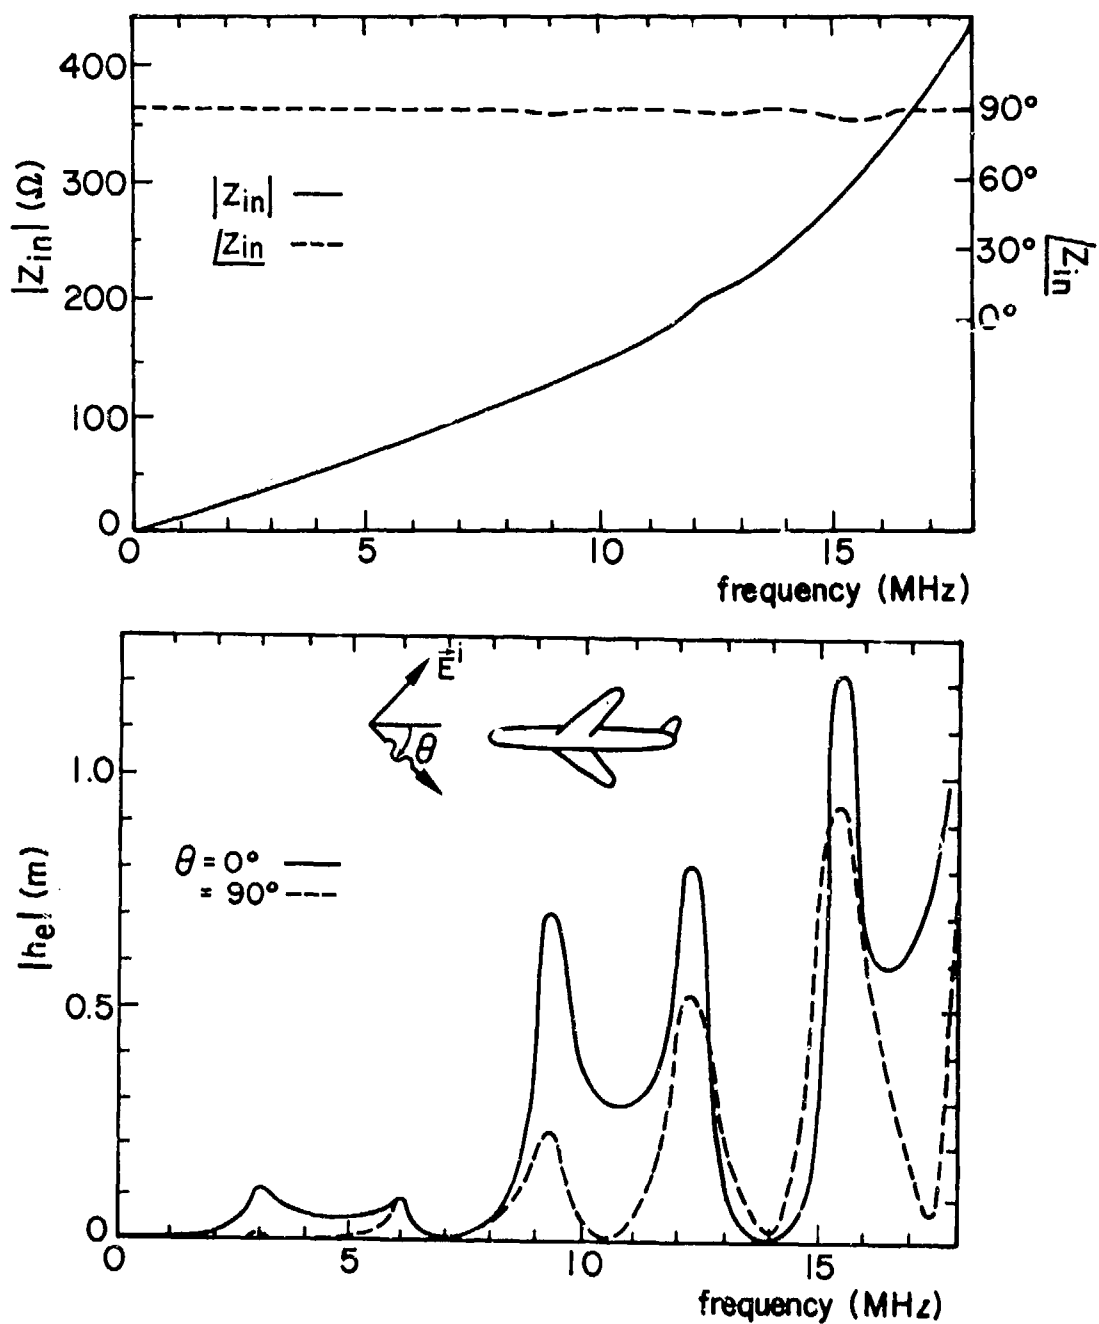 400
300
200
100
0
|Zin| (Ω)
|Zin|
/Zin
90°
60°
30°
0°
/Zin
0 5 10 15
frequency (MHz)
E i
θ
1.0
0.5
0
|he| (m)
θ = 0°
= 90°
0 5 10 15
frequency (MHz)